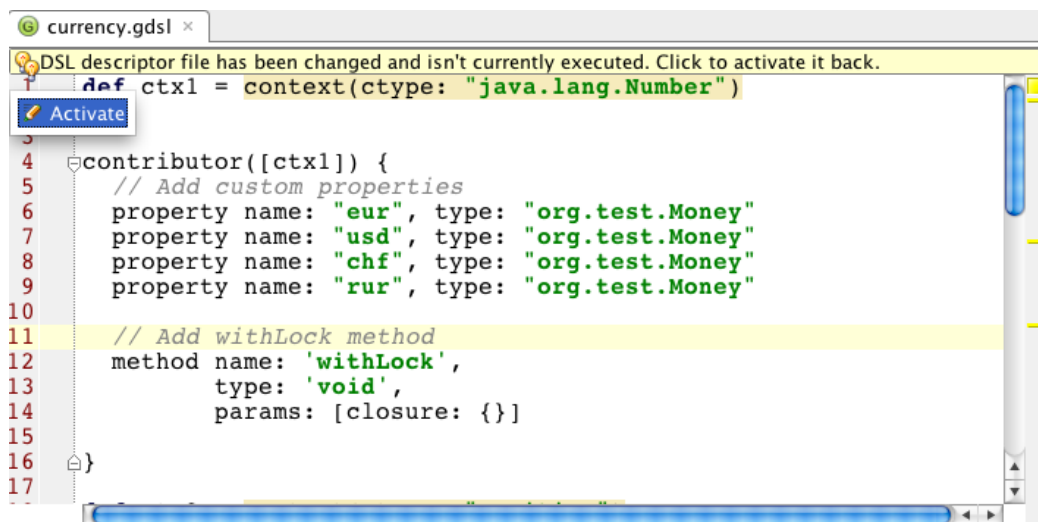 currency.gdsl
DSL descriptor file has been changed and isn't currently executed. Click to activate it back.
1 def ctx1 = context(ctype: "java.lang.Number")
Activate
3
4 contributor([ctx1]) {
5 // Add custom properties
6 property name: "eur", type: "org.test.Money"
7 property name: "usd", type: "org.test.Money"
8 property name: "chf", type: "org.test.Money"
9 property name: "rur", type: "org.test.Money"
10
11 // Add withLock method
12 method name: 'withLock',
13 type: 'void',
14 params: [closure: {}]
15
16 }
17